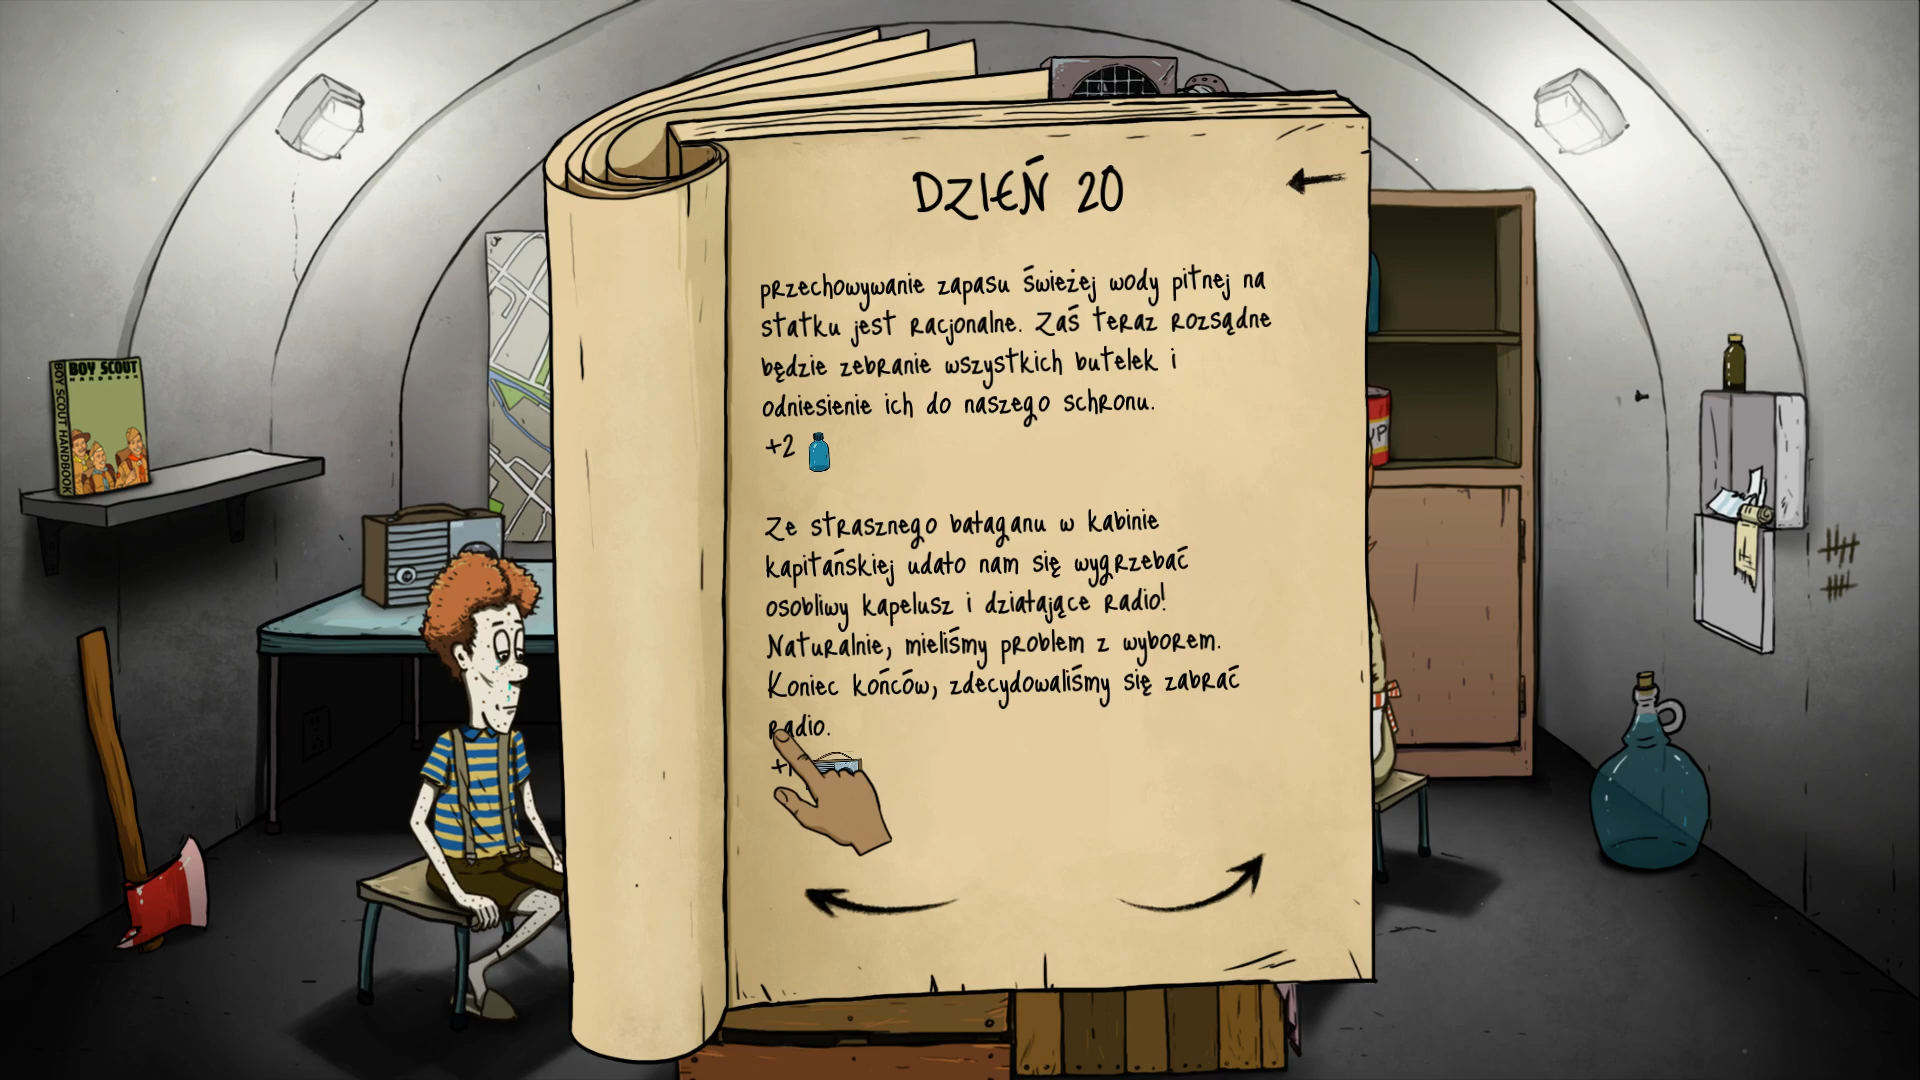 DZIEŃ 20
przechowywanie zapasu świeżej wody pitnej na
statku jest racjonalne. Zaś teraz rozsądne
będzie zebranie wszystkich butelek i
odniesienie ich do naszego schronu.
+2
Ze strasznego bałaganu w kabinie
kapitańskiej udało nam się wygrzebać
osobliwy kapelusz i działające radio!
Naturalnie, mieliśmy problem z wyborem.
Koniec końców, zdecydowaliśmy się zabrać
radio.
+1
BOY SCOUT
HANDBOOK
BOY SCOUT HANDBOOK